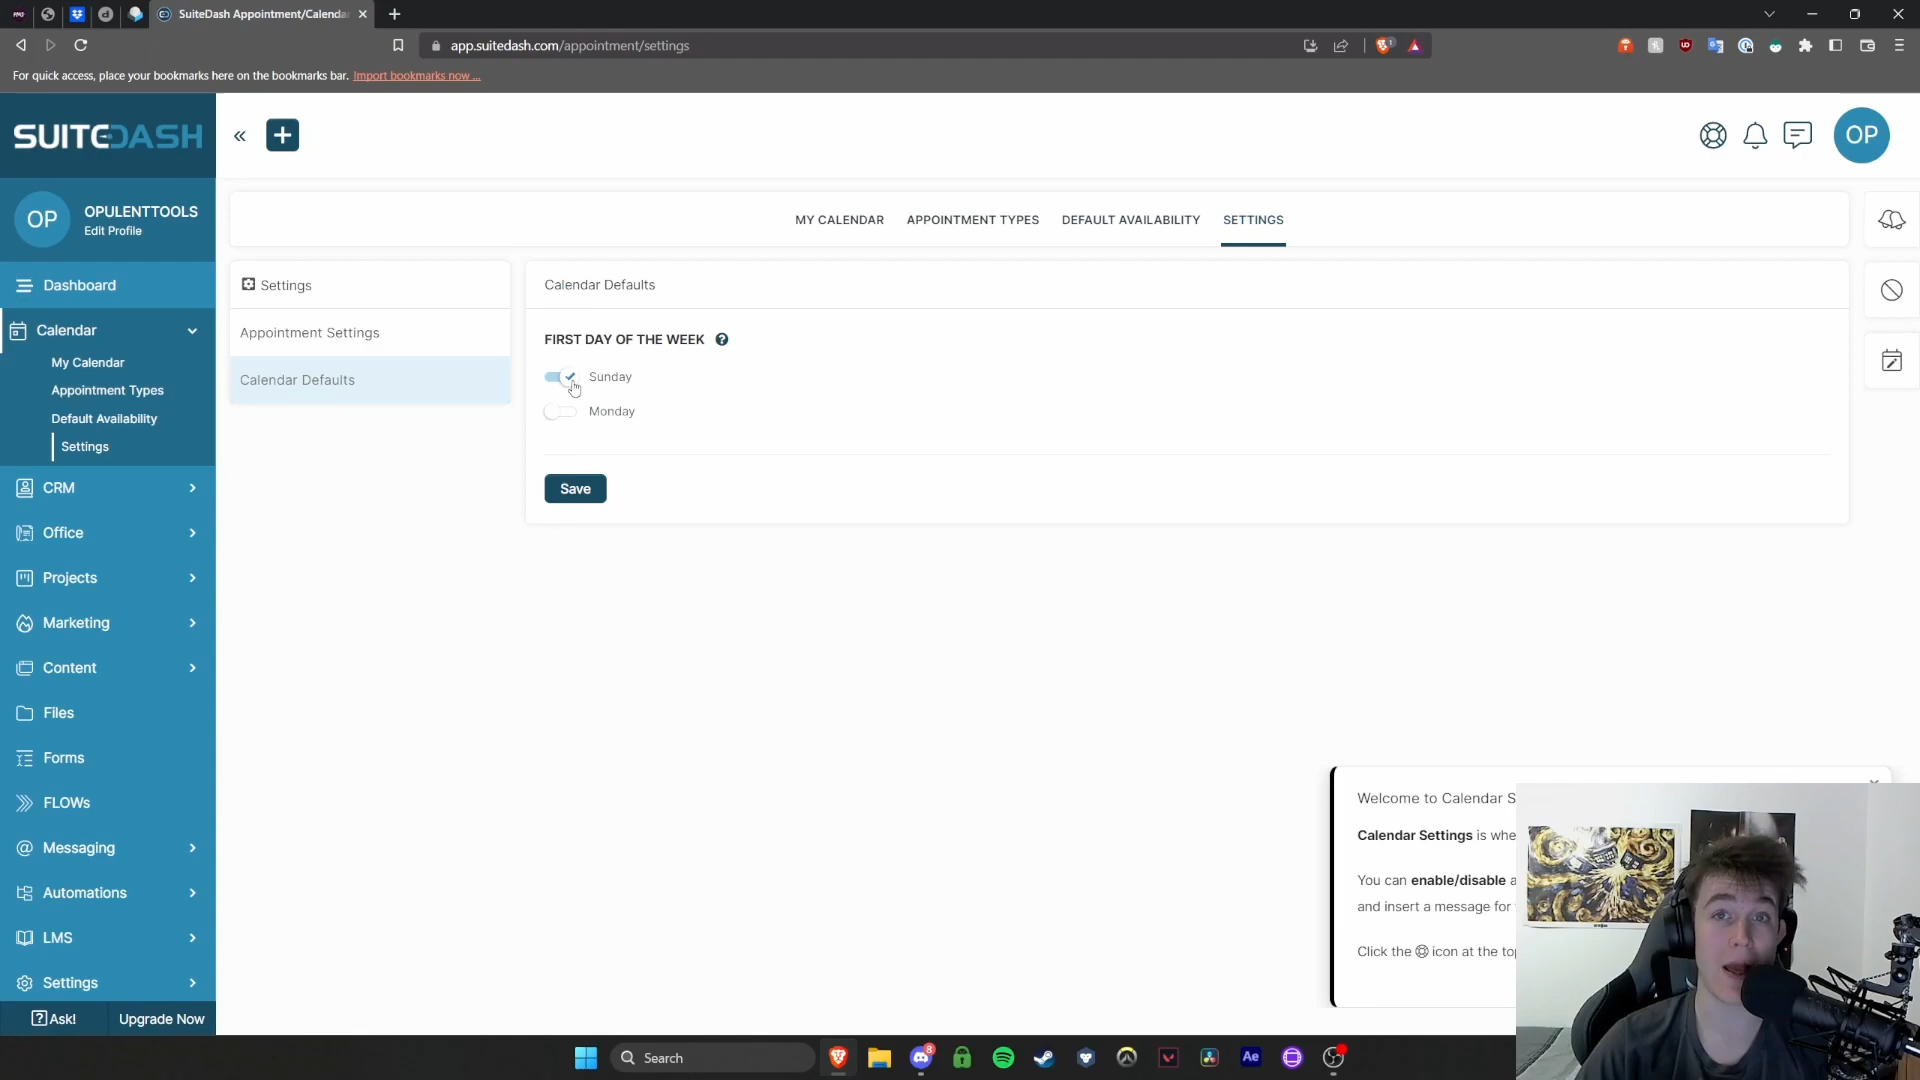 SuiteDash Appointment/Calenda
app.suitedash.com/appointment/settings
For quick access, place your bookmarks here on the bookmarks bar. Import bookmarks now ...
SUITEDASH
OP
OP
OPULENTTOOLS
Edit Profile
MY CALENDAR
APPOINTMENT TYPES
DEFAULT AVAILABILITY
SETTINGS
Dashboard
Calendar
My Calendar
Appointment Types
Default Availability
Settings
CRM
Office
Projects
Marketing
Content
Files
Forms
FLOWs
Messaging
Automations
LMS
Settings
Ask!
Upgrade Now
Settings
Appointment Settings
Calendar Defaults
Calendar Defaults
FIRST DAY OF THE WEEK
Sunday
Monday
Save
Welcome to Calendar S
Calendar Settings is whe
You can enable/disable a
and insert a message for
Click the icon at the top
Search
8
Ae